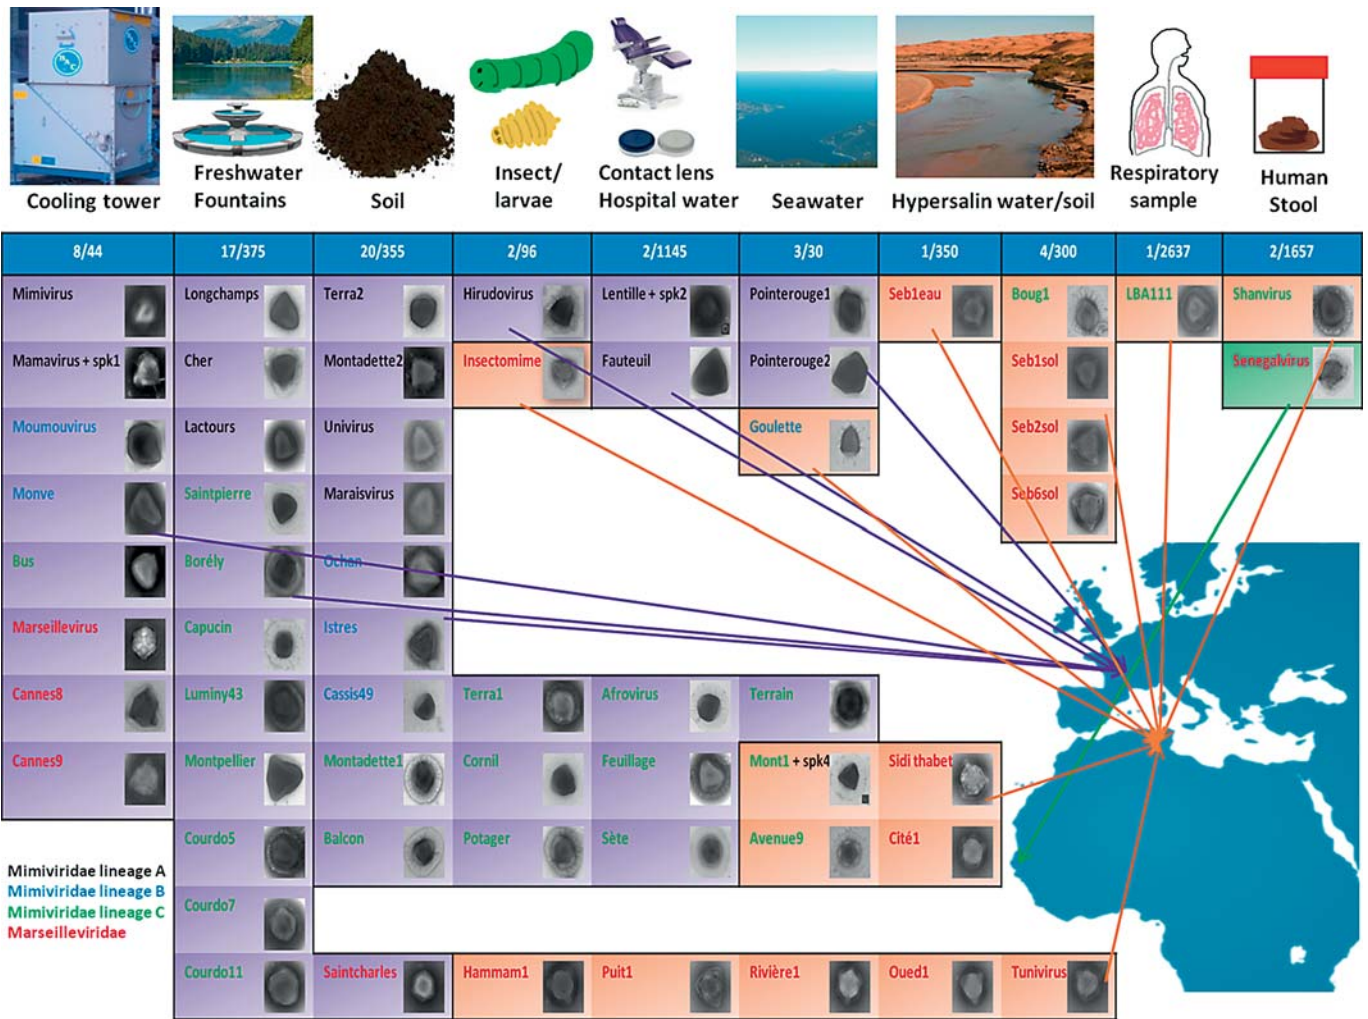 Cooling tower
Freshwater
Fountains
Soil
Insect/
larvae
Contact lens
Hospital water
Seawater
Hypersalin water/soil
Respiratory
sample
Human
Stool
8/44 17/375 20/355 2/96 2/1145 3/30 1/350 4/300 1/2637 2/1657
Mimivirus Longchamps Terra2 Hirudovirus Lentille + spk2 Pointerouge1 Seb1eau Boug1 LBA111 Shanvirus
Mamavirus + spk1 Cher Montadette2 Insectomime Fauteuil Pointerouge2 Seb1sol Senegalvirus
Moumouvirus Lactours Univirus Goulette Seb2sol
Monve Saintpierre Maraisvirus Seb6sol
Bus Borély Ochan
Marseillevirus Capucin Istres
Cannes8 Luminy43 Cassis49 Terra1 Afrovirus Terrain
Cannes9 Montpellier Montadette1 Cornil Feuillage Mont1 + spk4 Sidi thabet
Courdo5 Balcon Potager Sète Avenue9 Cité1
Courdo7
Courdo11 Saintcharles Hammam1 Puit1 Rivière1 Oued1 Tunivirus
Mimiviridae lineage A
Mimiviridae lineage B
Mimiviridae lineage C
Marseilleviridae